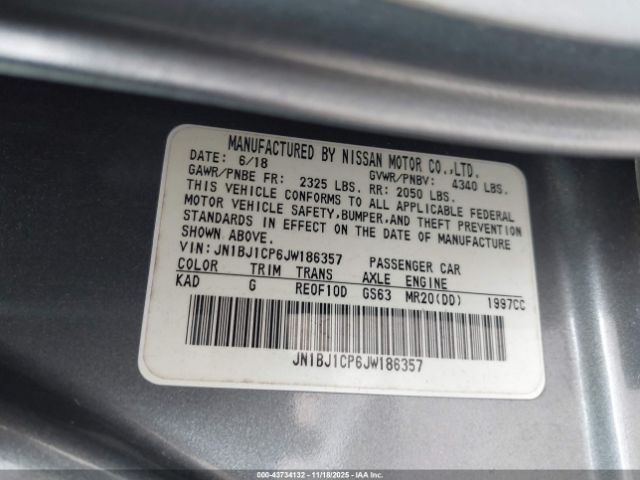 MANUFACTURED BY NISSAN MOTOR CO.,LTD.
DATE: 6/18 GVWR/PNBV: 4340 LBS.
GAWR/PNBE FR: 2325 LBS. RR: 2050 LBS.
THIS VEHICLE CONFORMS TO ALL APPLICABLE FEDERAL
MOTOR VEHICLE SAFETY,BUMPER,AND THEFT PREVENTION
STANDARDS IN EFFECT ON THE DATE OF MANUFACTURE
SHOWN ABOVE.
VIN: JN1BJ1CP6JW186357 PASSENGER CAR
COLOR TRIM TRANS AXLE ENGINE
KAD G RE0F10D GS63 MR20(DD) 1997CC
JN1BJ1CP6JW186357
000-43734132 - 11/18/2025 - IAAI.com